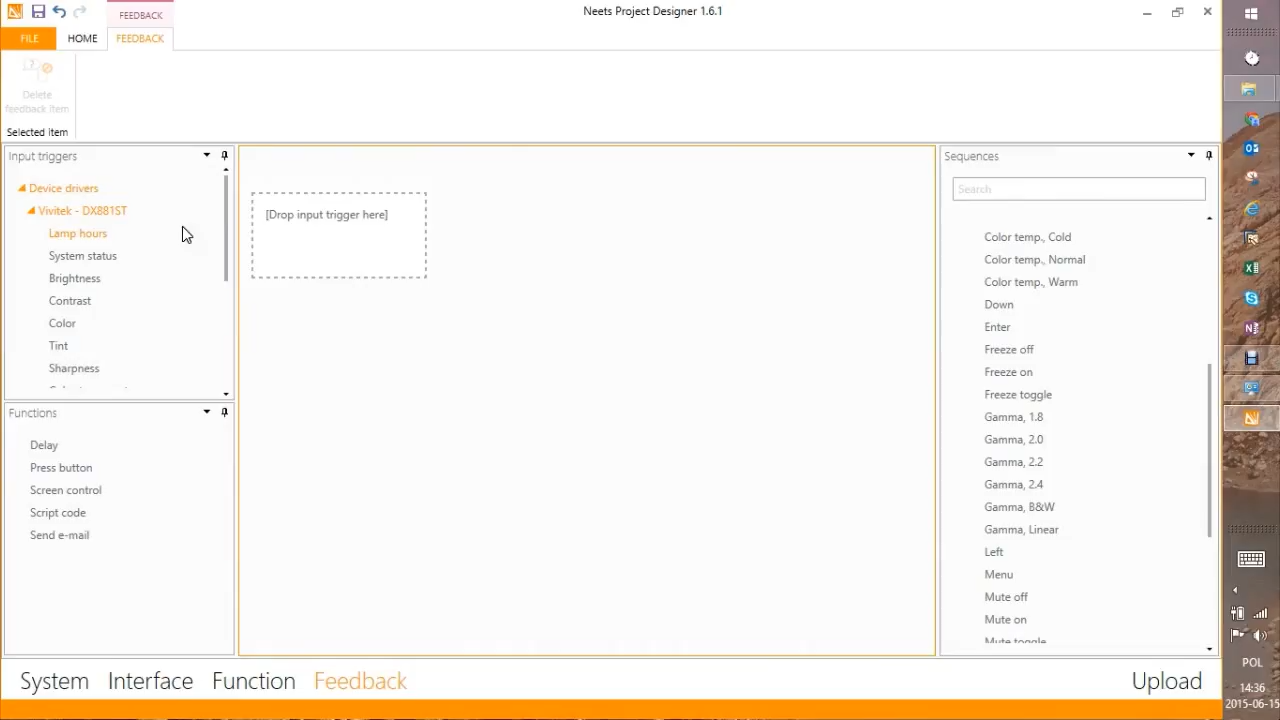 FEEDBACK
Neets Project Designer 1.6.1
FILE
HOME
FEEDBACK
Delete
feedback item
Selected item
Input triggers
Device drivers
Vivitek - DX881ST
Lamp hours
System status
Brightness
Contrast
Color
Tint
Sharpness
Functions
Delay
Press button
Screen control
Script code
Send e-mail
[Drop input trigger here]
Sequences
Search
Color temp., Cold
Color temp., Normal
Color temp., Warm
Down
Enter
Freeze off
Freeze on
Freeze toggle
Gamma, 1.8
Gamma, 2.0
Gamma, 2.2
Gamma, 2.4
Gamma, B&W
Gamma, Linear
Left
Menu
Mute off
Mute on
Mute toggle
System
Interface
Function
Feedback
Upload
POL
14:36
2015-06-15